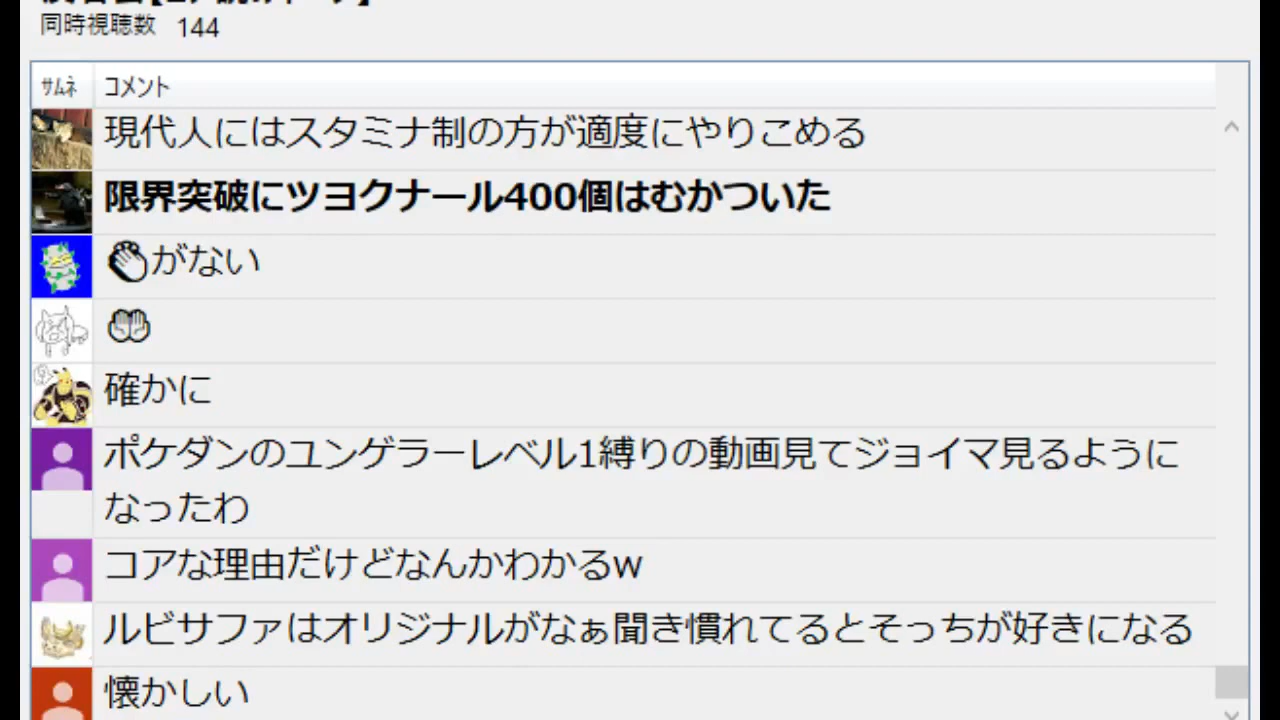 同時視聴数 144
ｻﾑﾈ コメント
現代人にはスタミナ制の方が適度にやりこめる
限界突破にツヨクナール400個はむかついた
👏がない
🤲
確かに
ポケダンのユンゲラーレベル1縛りの動画見てジョイマ見るように
なったわ
コアな理由だけどなんかわかるw
ルビサファはオリジナルがなぁ聞き慣れてるとそっちが好きになる
懐かしい